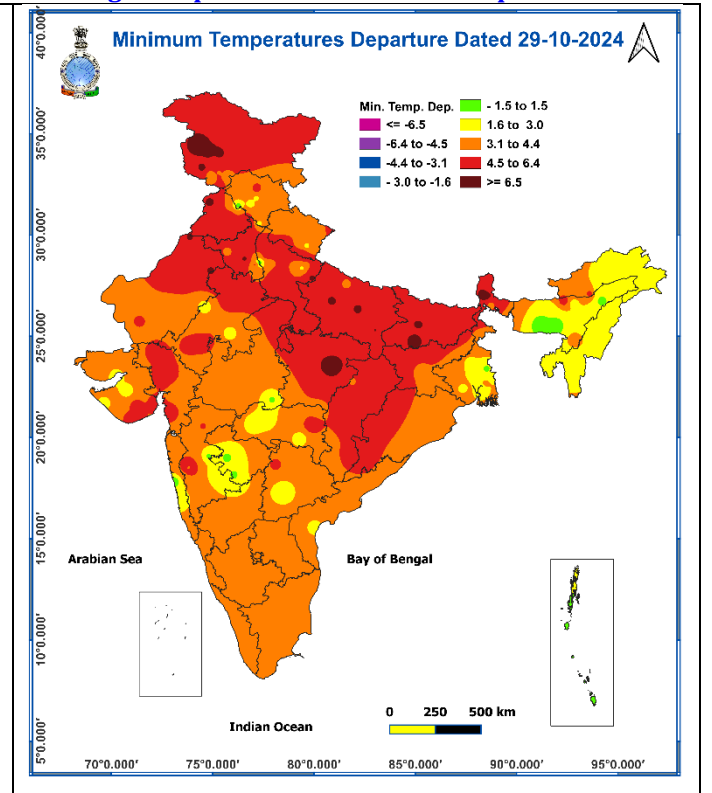 Minimum Temperatures Departure Dated 29-10-2024
Min. Temp. Dep.
<= -6.5
-6.4 to -4.5
-4.4 to -3.1
- 3.0 to -1.6
- 1.5 to 1.5
1.6 to 3.0
3.1 to 4.4
4.5 to 6.4
>= 6.5
40°0.000'
35°0.000'
30°0.000'
25°0.000'
20°0.000'
15°0.000'
10°0.000'
5°0.000'
Arabian Sea
Bay of Bengal
Indian Ocean
0 250 500 km
70°0.000' 75°0.000' 80°0.000' 85°0.000' 90°0.000' 95°0.000'